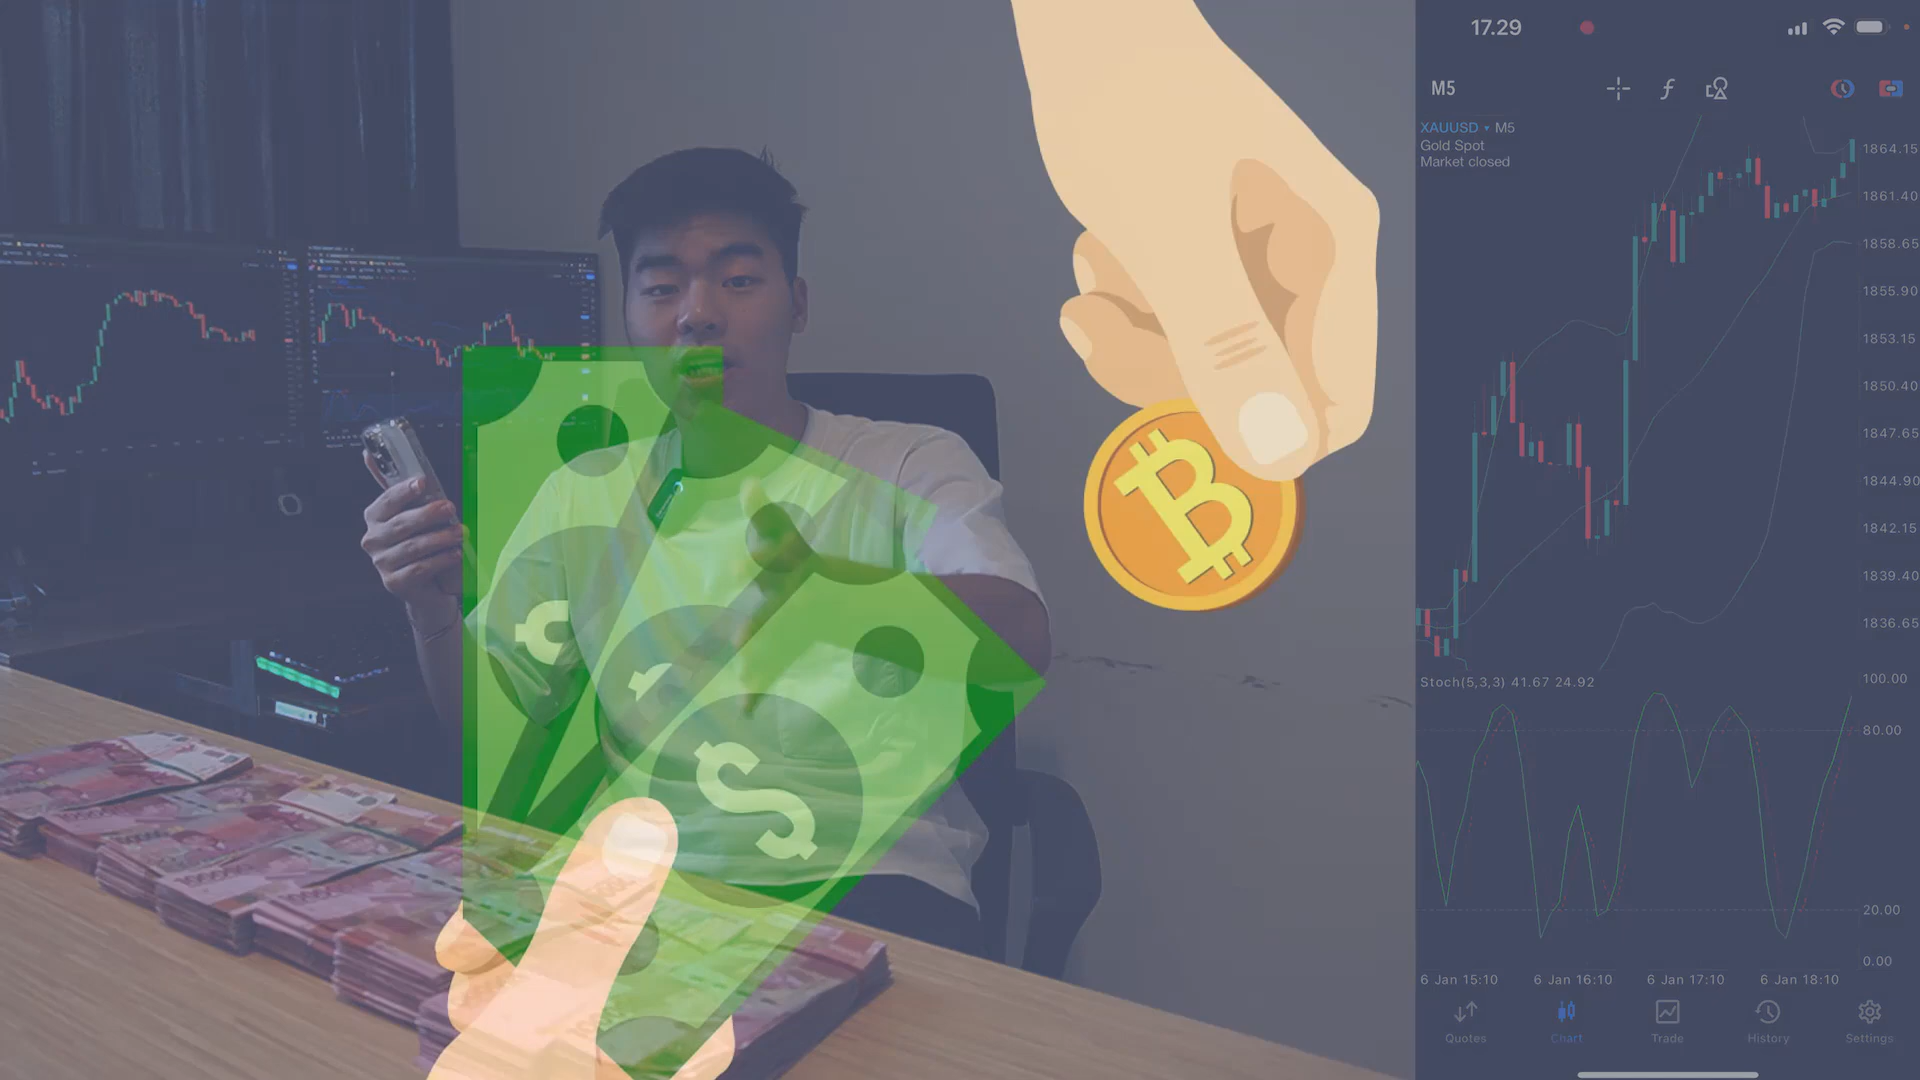 17.29
M5
XAUUSD ▾ M5
Gold Spot
Market closed
1864.15
1861.40
1858.65
1855.90
1853.15
1850.40
1847.65
1844.90
1842.15
1839.40
1836.65
Stoch(5,3,3) 41.67 24.92
100.00
80.00
20.00
0.00
6 Jan 15:10
6 Jan 16:10
6 Jan 17:10
6 Jan 18:10
Quotes
Chart
Trade
History
Settings